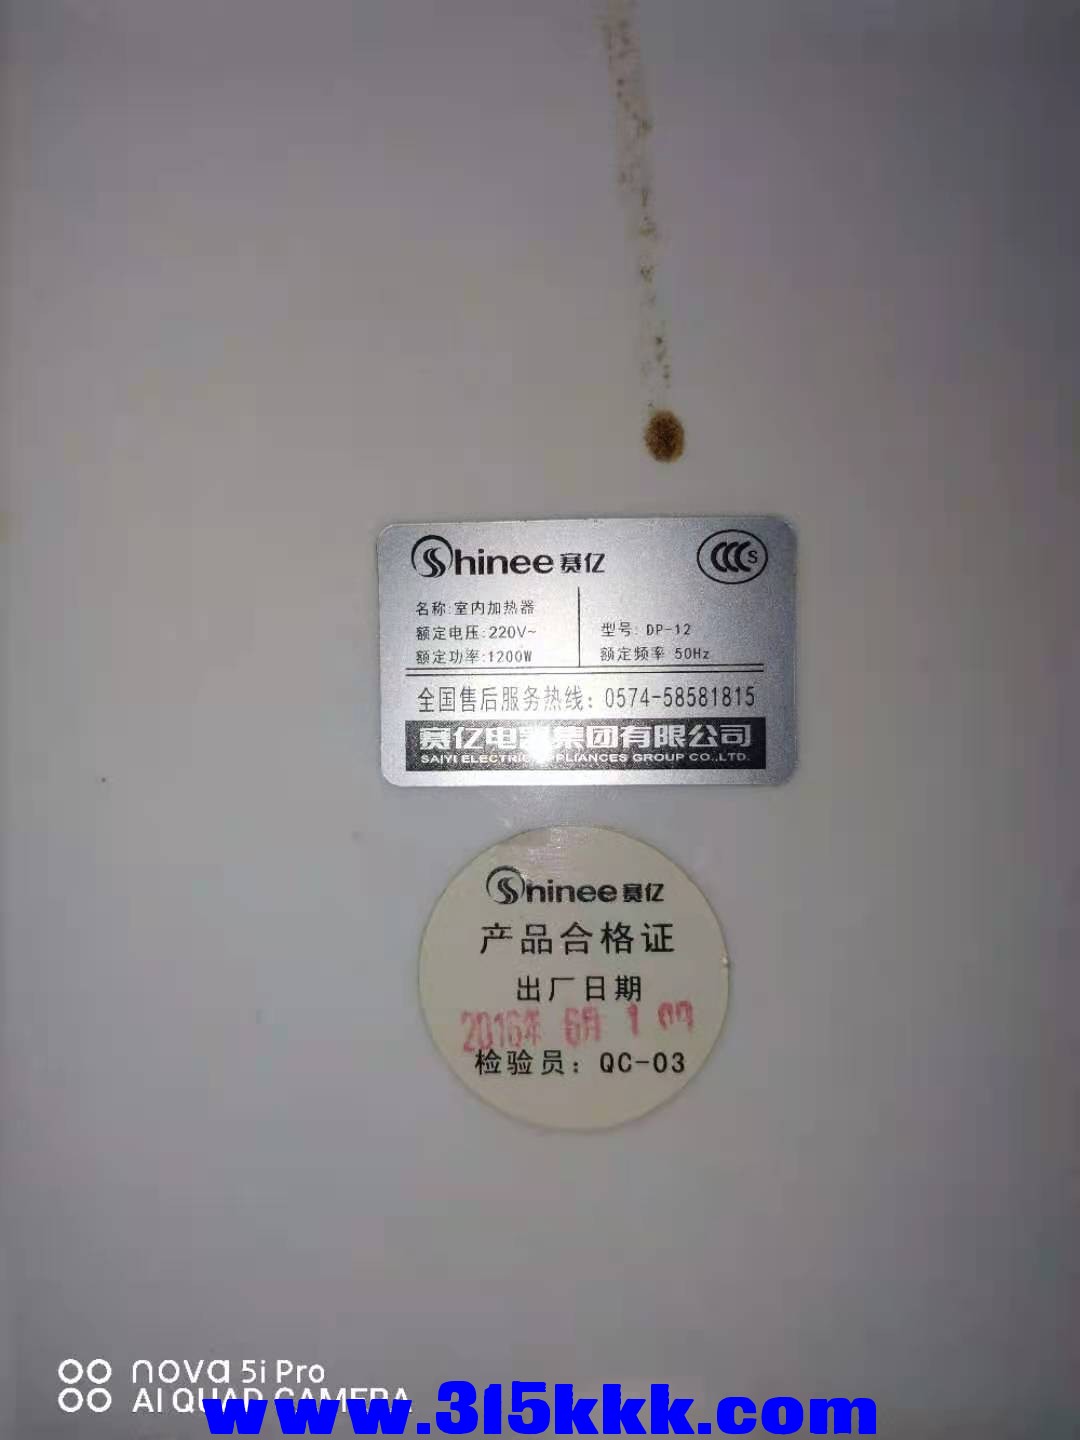 Shinee 赛亿
CCC S
名称:室内加热器
额定电压:220V~
型号: DP-12
额定功率:1200W
额定频率 50Hz
全国售后服务热线: 0574-58581815
赛亿电器集团有限公司
SAIYI ELECTRIC APPLIANCES GROUP CO.,LTD.
Shinee 赛亿
产品合格证
出厂日期
2016年 6月 1
检验员: QC-03
nova 5i Pro
AI QUAD CAMERA
www.315kkk.com